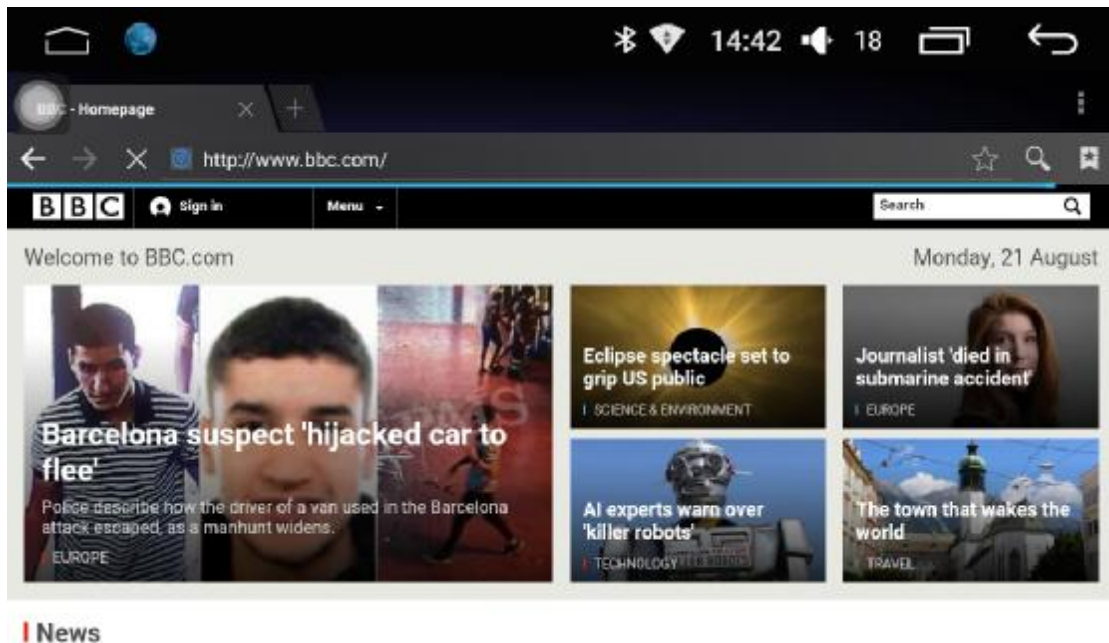 14:42 18
BBC - Homepage
http://www.bbc.com/
BBC Sign in Menu Search
Welcome to BBC.com Monday, 21 August
Barcelona suspect 'hijacked car to
flee'
Police describe how the driver of a van used in the Barcelona
attack escaped, as a manhunt widens.
EUROPE
Eclipse spectacle set to
grip US public
SCIENCE & ENVIRONMENT
Journalist 'died in
submarine accident'
EUROPE
AI experts warn over
'killer robots'
TECHNOLOGY
The town that wakes the
world
TRAVEL
News